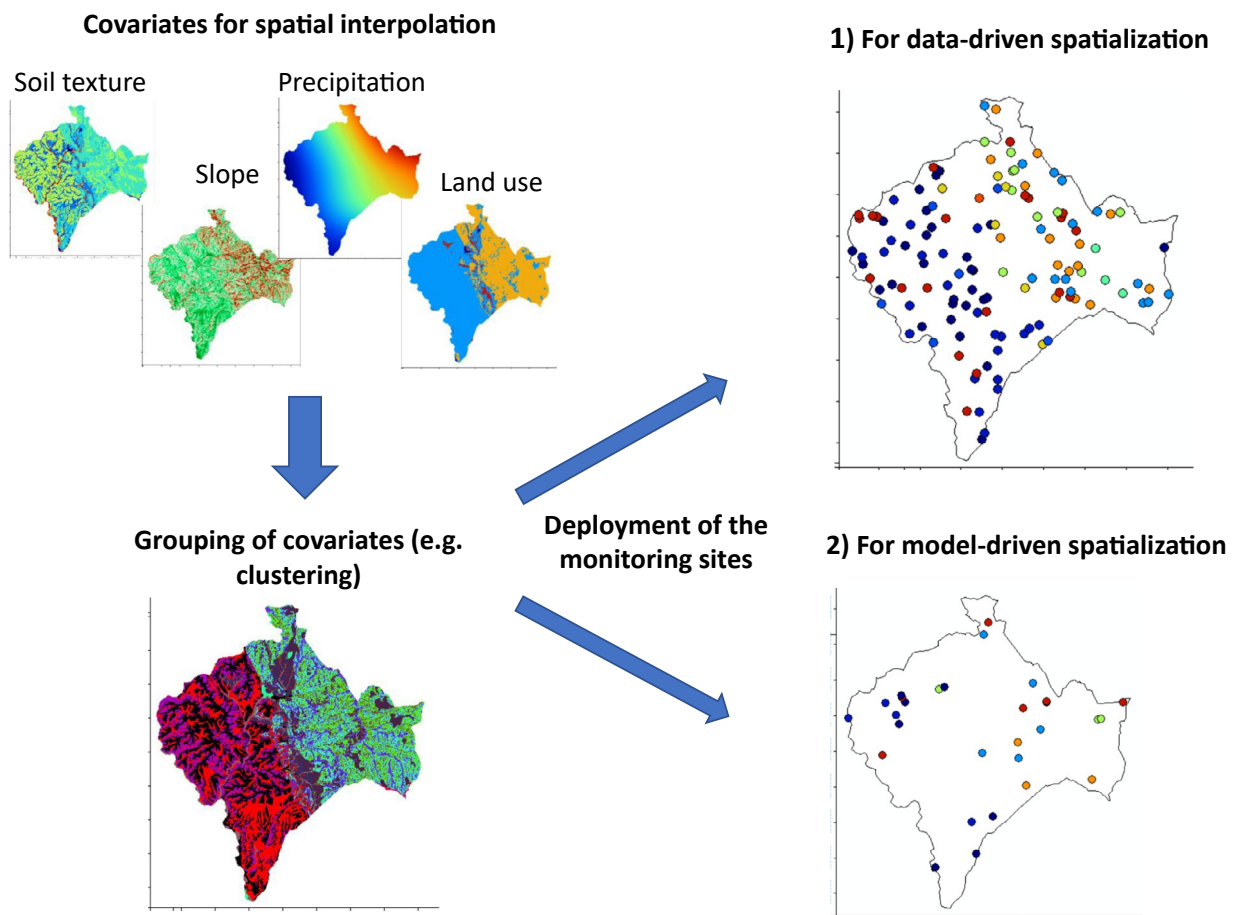 Covariates for spatial interpolation
Soil texture
Precipitation
Slope
Land use
Grouping of covariates (e.g.
clustering)
Deployment of the
monitoring sites
1) For data-driven spatialization
2) For model-driven spatialization